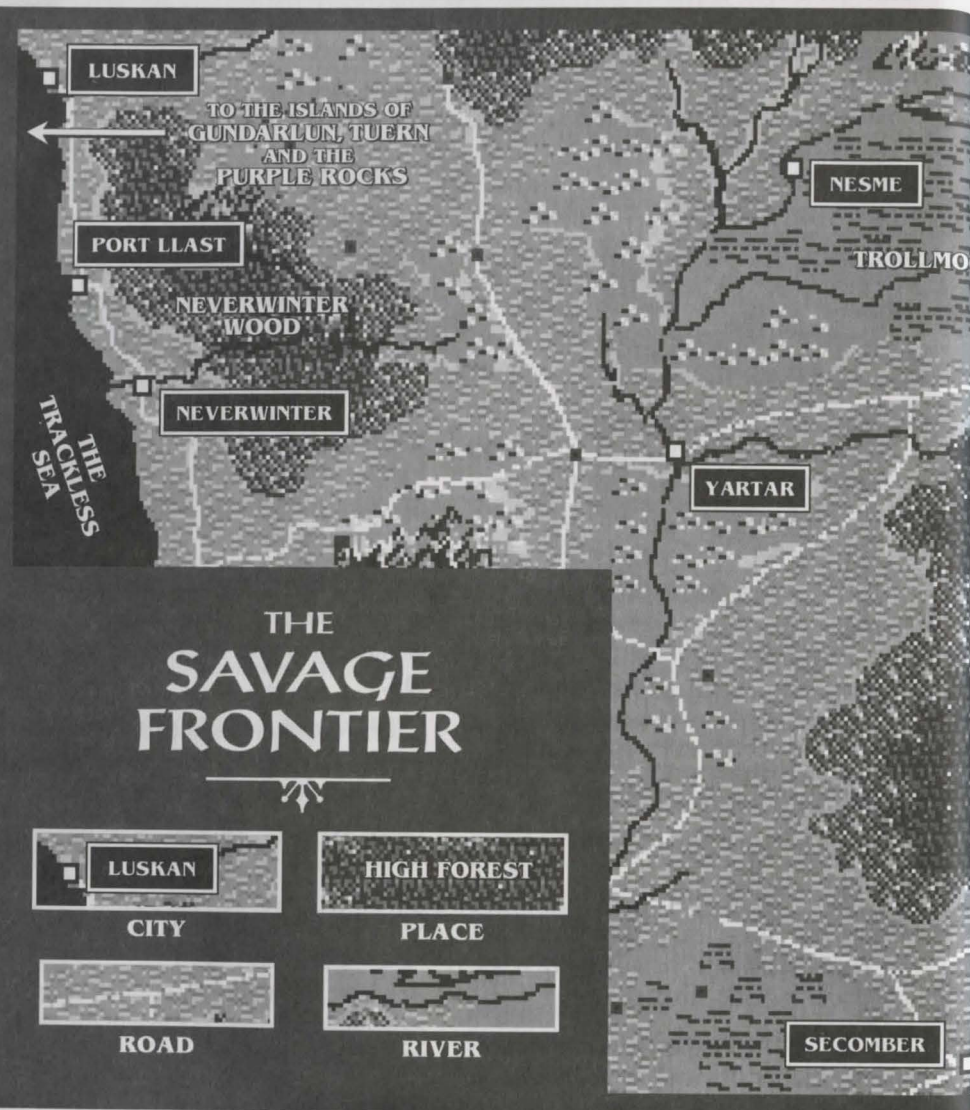 LUSKAN
TO THE ISLANDS OF
GUNDARLUN, TUERN
AND THE
PURPLE ROCKS
NESME
PORT LLAST
TROLLMO
NEVERWINTER
WOOD
NEVERWINTER
THE
TRACKLESS
SEA
YARTAR
THE
SAVAGE
FRONTIER
LUSKAN
CITY
HIGH FOREST
PLACE
ROAD
RIVER
SECOMBER